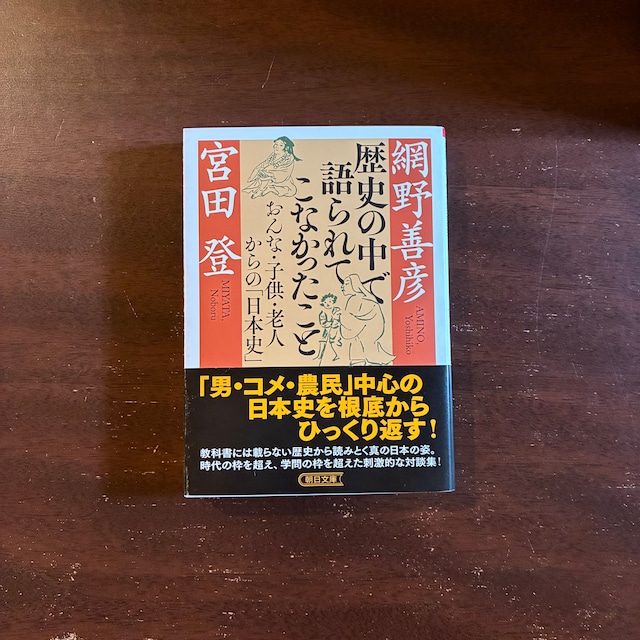 網野善彦
AMINO,
Yoshihiko
歴史の中で
語られて
こなかったこと
おんな・子供・老人
からの「日本史」
宮田 登
MIYATA,
Noboru
「男・コメ・農民」中心の
日本史を根底から
ひっくり返す!
教科書には載らない歴史から読みとく真の日本の姿。
時代の枠を超え、学問の枠を超えた刺激的な対談集!
朝日文庫